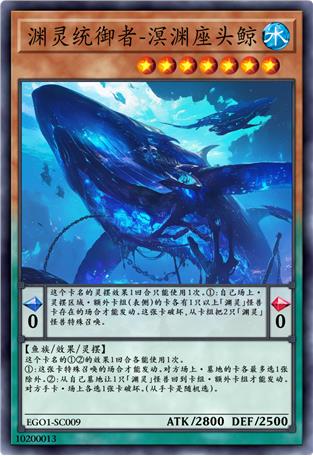 渊灵统御者-溟渊座头鲸
水
这个卡名的灵摆效果1回合只能使用1次。①:自己场上·
灵摆区域·额外卡组(表侧)的卡各有1只以上「渊灵」怪兽
卡存在的场合才能发动。这张卡破坏,从卡组把2只「渊灵」怪
兽特殊召唤。
0
0
【鱼族/效果/灵摆】
这个卡名的①②的效果1回合各能使用1次。
①:这张卡特殊召唤的场合才能发动。对方场上·墓地的卡各最多选1张
除外。②:从自己墓地让1只「渊灵」怪兽回到卡组·额外卡组才能发动。
对方手卡·场上各选1张卡破坏。(从手卡是随机选)。
EGO1-SC009
ATK/2800
DEF/2500
10200013